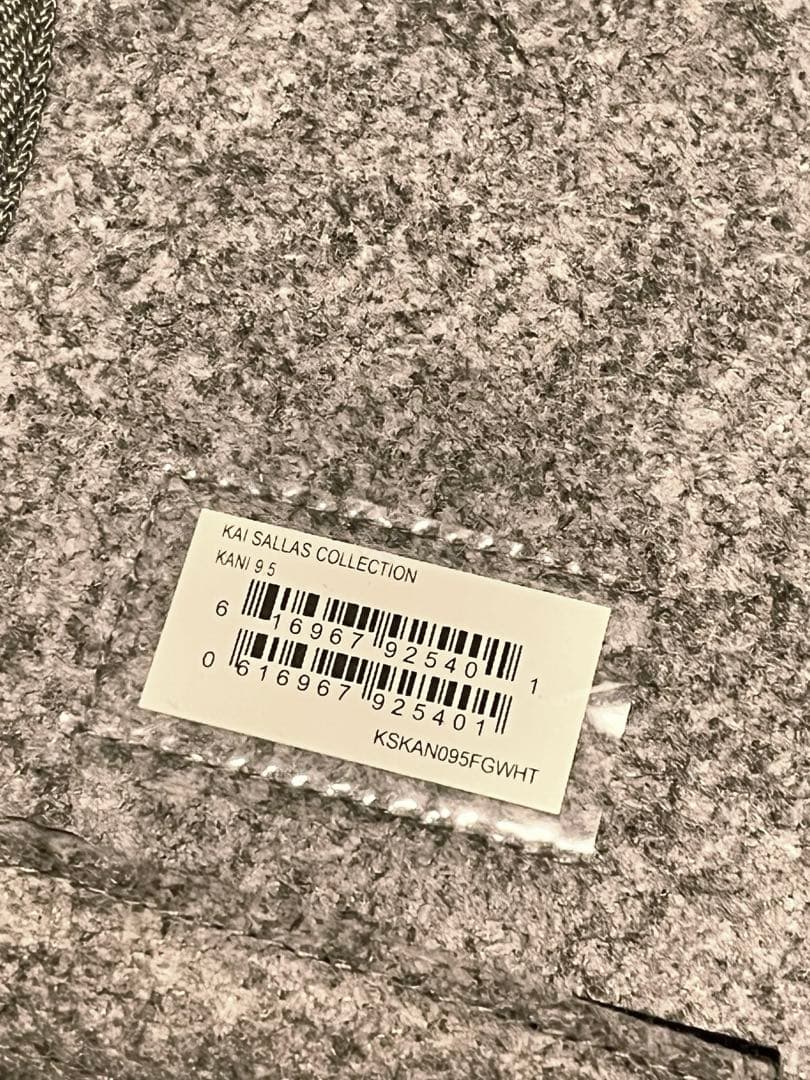 KAI SALLAS COLLECTION
KANI 9.5
6 16967 92540 1
0 616967 925401
KSKAN095FGWHT